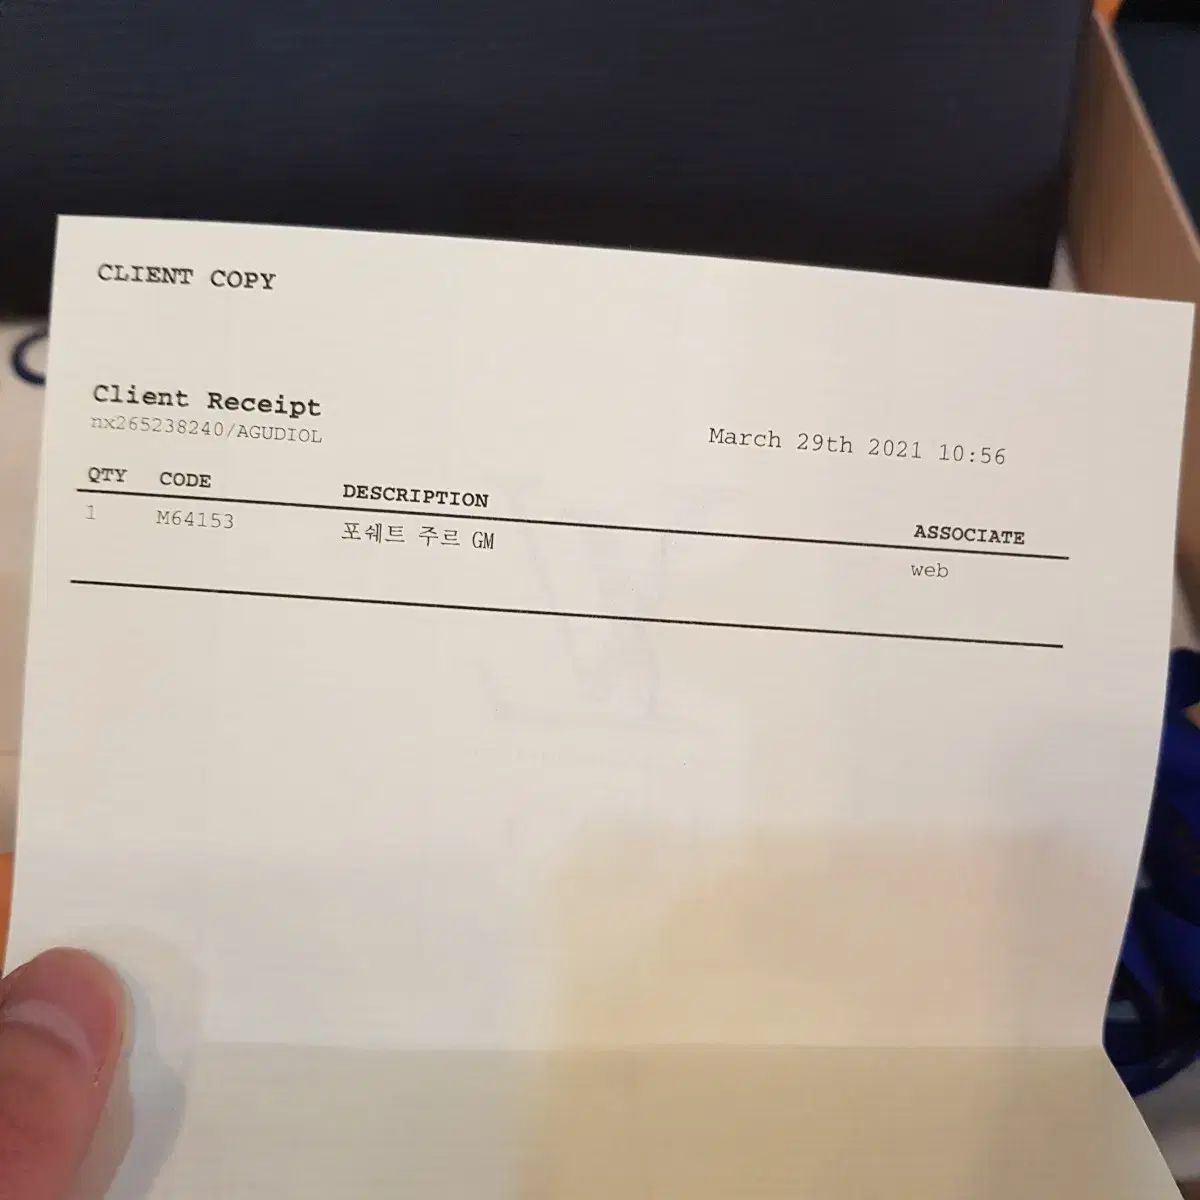 CLIENT COPY
Client Receipt
nx265238240/AGUDIOL
March 29th 2021 10:56
QTY CODE DESCRIPTION ASSOCIATE
1 M64153 포쉐트 주르 GM web